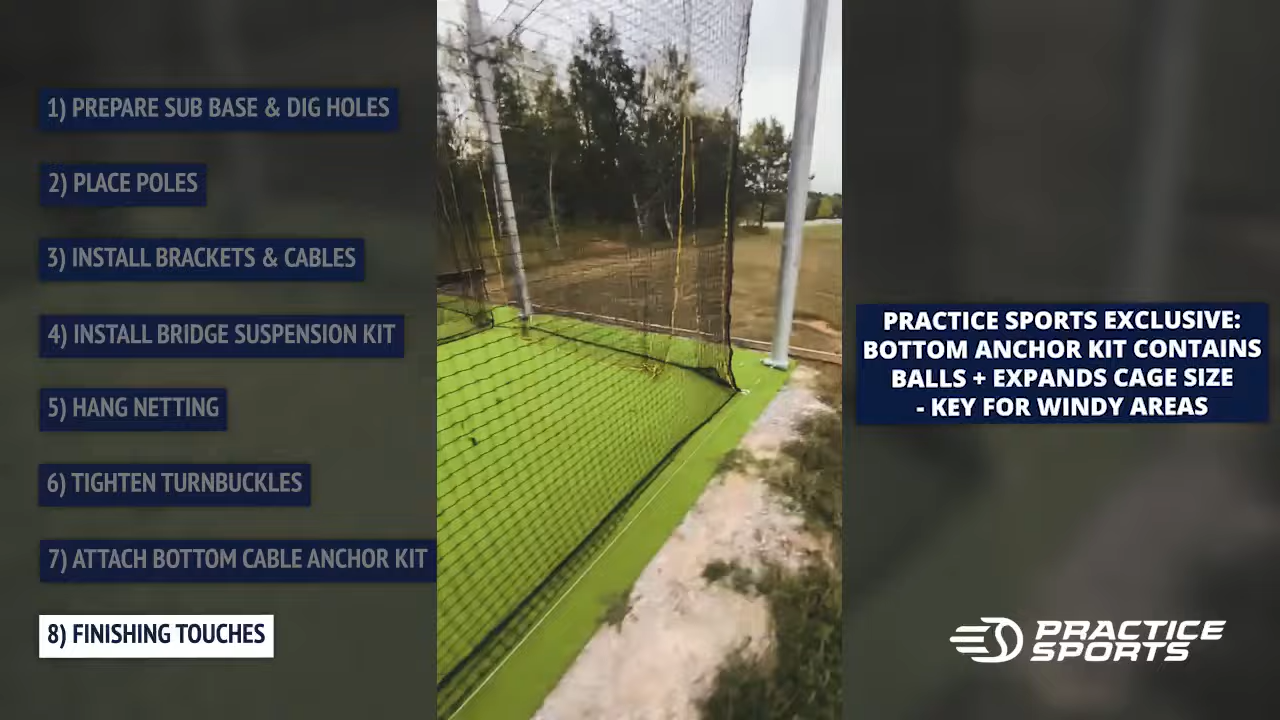 1) PREPARE SUB BASE & DIG HOLES
2) PLACE POLES
3) INSTALL BRACKETS & CABLES
4) INSTALL BRIDGE SUSPENSION KIT
5) HANG NETTING
6) TIGHTEN TURNBUCKLES
7) ATTACH BOTTOM CABLE ANCHOR KIT
8) FINISHING TOUCHES
PRACTICE SPORTS EXCLUSIVE:
BOTTOM ANCHOR KIT CONTAINS
BALLS + EXPANDS CAGE SIZE
- KEY FOR WINDY AREAS
PRACTICE
SPORTS